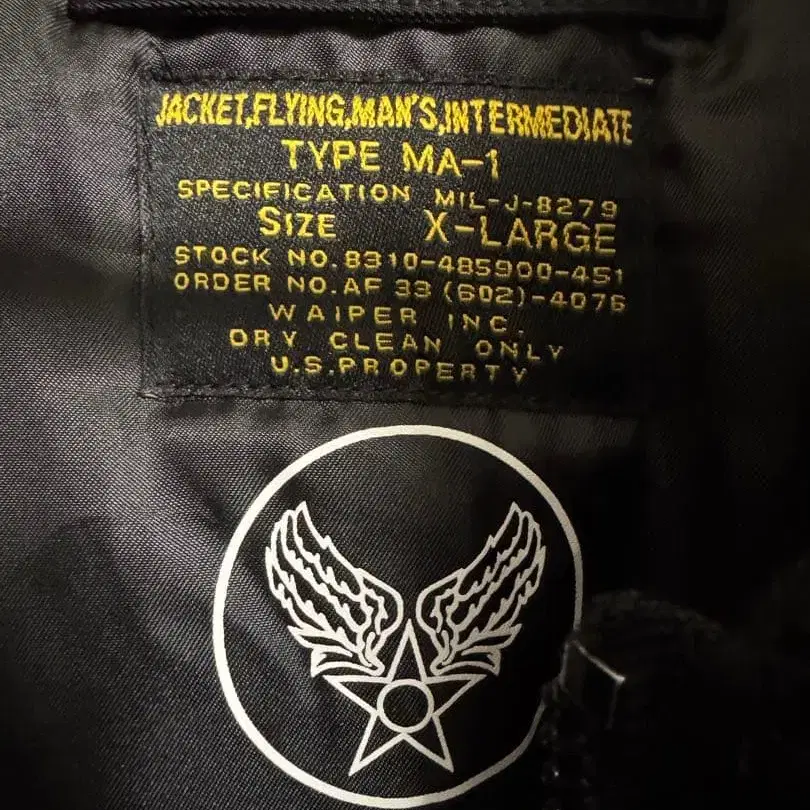 JACKET,FLYING,MAN'S,INTERMEDIATE
TYPE MA-1
SPECIFICATION MIL-J-8279
SIZE X-LARGE
STOCK NO.8310-485900-451
ORDER NO.AF 33 (602)-4076
WAIPER INC.
DRY CLEAN ONLY
U.S.PROPERTY